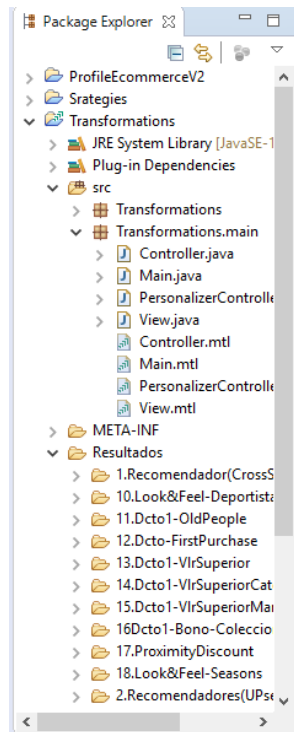 Package Explorer
ProfileEcommerceV2
Srategies
Transformations
JRE System Library [JavaSE-1
Plug-in Dependencies
src
Transformations
Transformations.main
Controller.java
Main.java
PersonalizerControlle
View.java
Controller.mtl
Main.mtl
PersonalizerControlle
View.mtl
META-INF
Resultados
1.Recomendador(CrossS
10.Look&Feel-Deportista
11.Dcto1-OldPeople
12.Dcto-FirstPurchase
13.Dcto1-VlrSuperior
14.Dcto1-VlrSuperiorCat
15.Dcto1-VlrSuperiorMar
16Dcto1-Bono-Coleccio
17.ProximityDiscount
18.Look&Feel-Seasons
2.Recomendadores(UPse